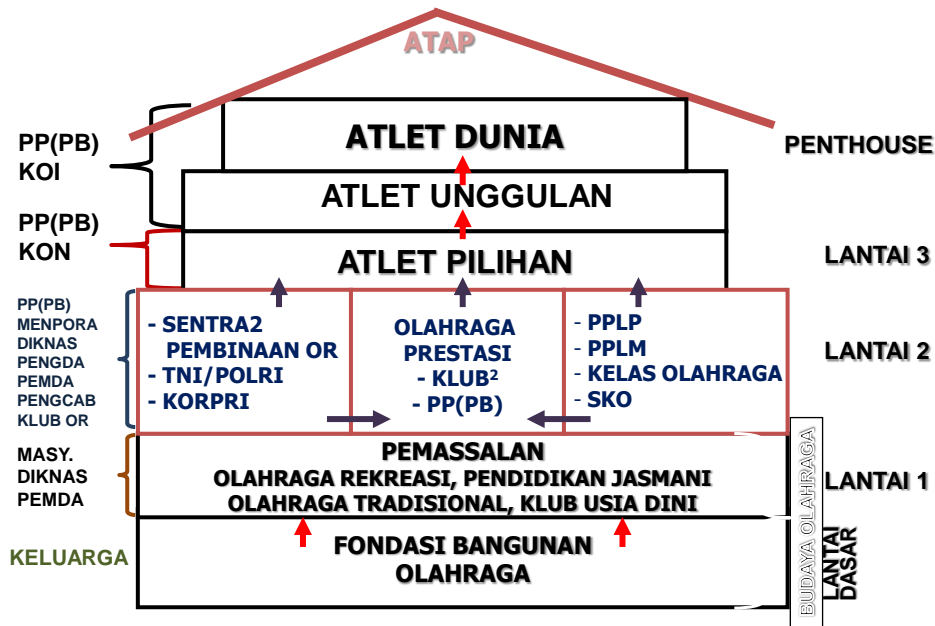 ATAP
PP(PB)
KOI
ATLET DUNIA
PENTHOUSE
ATLET UNGGULAN
PP(PB)
KON
ATLET PILIHAN
LANTAI 3
PP(PB)
MENPORA
DIKNAS
PENGDA
PEMDA
PENGCAB
KLUB OR
- SENTRA2
PEMBINAAN OR
- TNI/POLRI
- KORPRI
OLAHRAGA
PRESTASI
- KLUB²
- PP(PB)
- PPLP
- PPLM
- KELAS OLAHRAGA
- SKO
LANTAI 2
MASY.
DIKNAS
PEMDA
PEMASSALAN
OLAHRAGA REKREASI, PENDIDIKAN JASMANI
OLAHRAGA TRADISIONAL, KLUB USIA DINI
LANTAI 1
KELUARGA
FONDASI BANGUNAN
OLAHRAGA
BUDAYA OLAHRAGA
LANTAI
DASAR